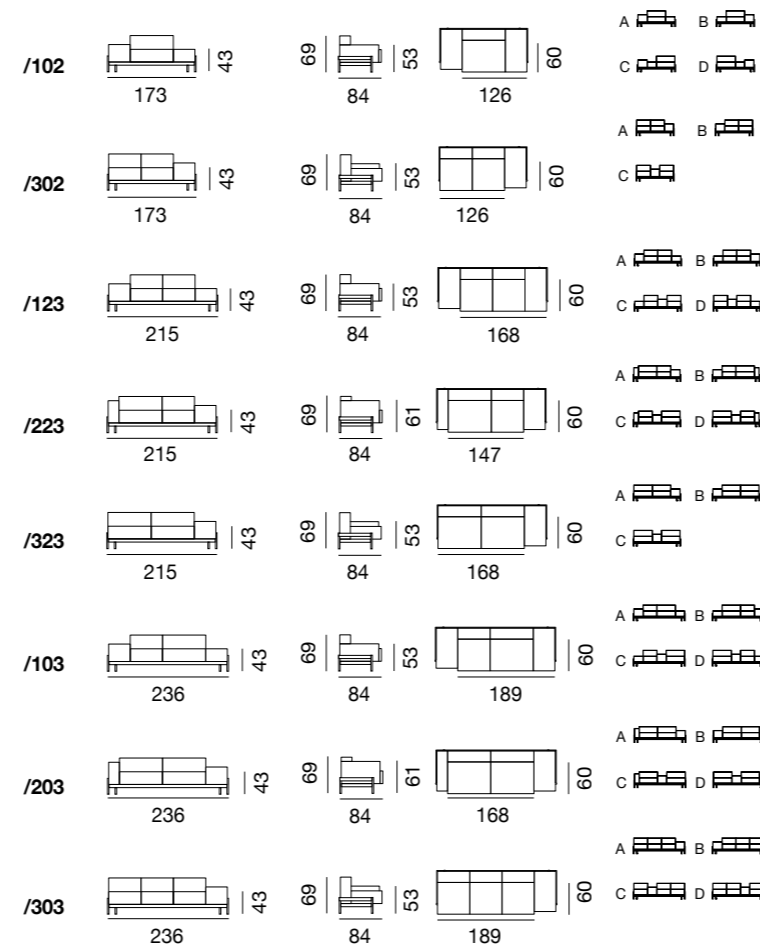 /102 43 69 53 60 A B
173 84 126 C D
/302 43 69 53 60 A B
173 84 126 C
/123 43 69 53 60 A B
215 84 168 C D
/223 43 69 61 60 A B
215 84 147 C D
/323 43 69 53 60 A B
215 84 168 C
/103 43 69 53 60 A B
236 84 189 C D
/203 43 69 61 60 A B
236 84 168 C D
/303 43 69 53 60 A B
236 84 189 C D